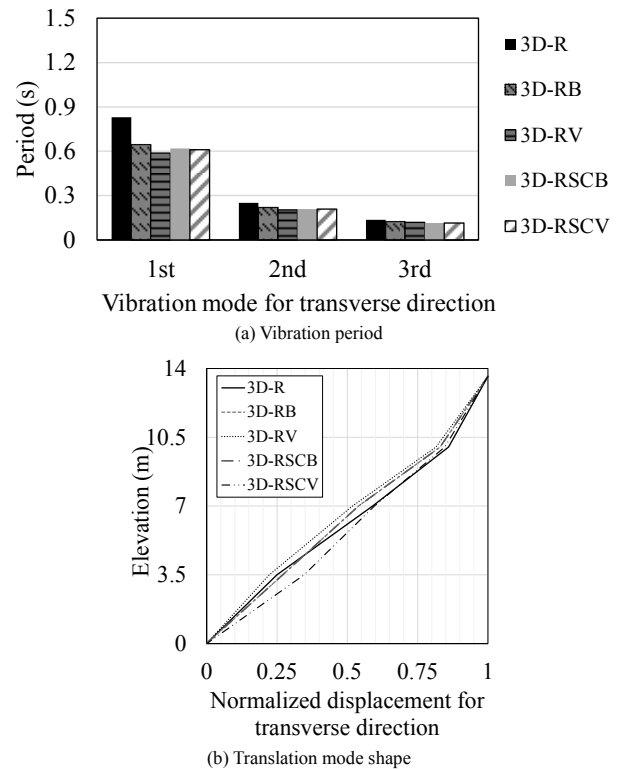 1.5
1.2
0.9
0.6
0.3
0
Period (s)
1st 2nd 3rd
Vibration mode for transverse direction
3D-R
3D-RB
3D-RV
3D-RSCB
3D-RSCV
(a) Vibration period
14
10.5
7
3.5
0
Elevation (m)
3D-R
3D-RB
3D-RV
3D-RSCB
3D-RSCV
0 0.25 0.5 0.75 1
Normalized displacement for
transverse direction
(b) Translation mode shape